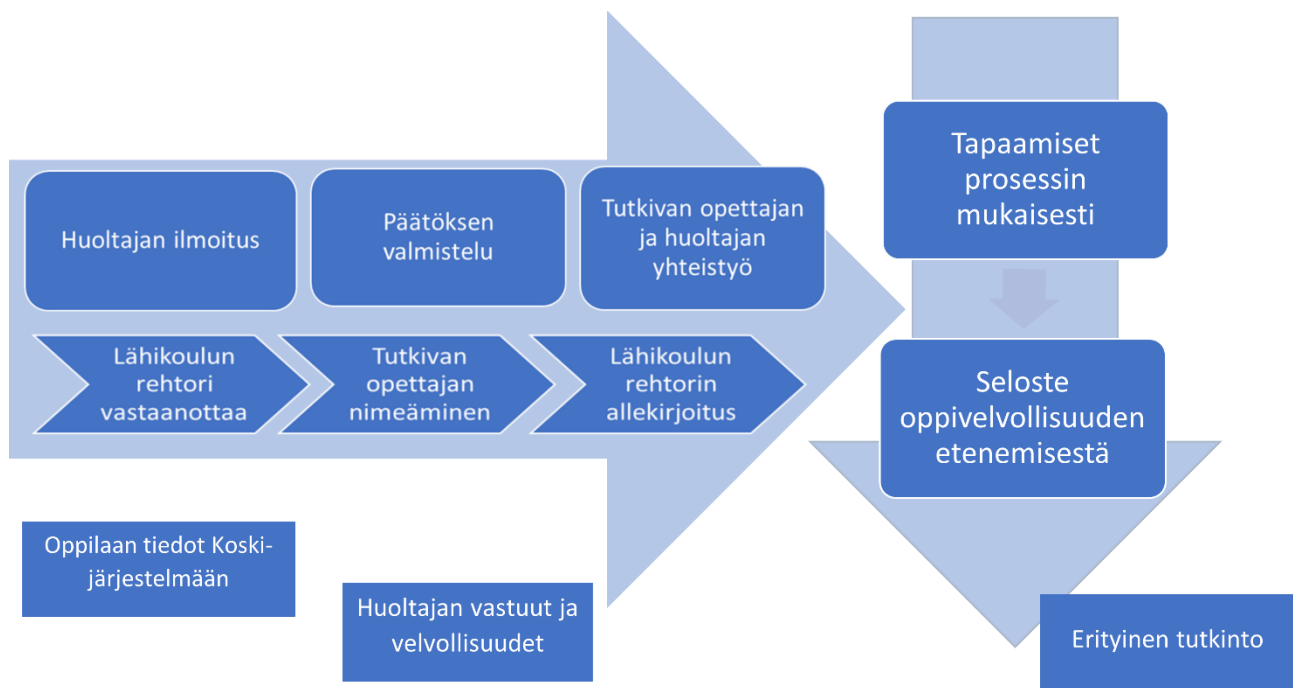 Huoltajan ilmoitus
Päätöksen
valmistelu
Tutkivan opettajan
ja huoltajan
yhteistyö
Lähikoulun
rehtori
vastaanottaa
Tutkivan
opettajan
nimeäminen
Lähikoulun
rehtorin
allekirjoitus
Tapaamiset
prosessin
mukaisesti
Seloste
oppivelvollisuuden
etenemisestä
Oppilaan tiedot Koski-
järjestelmään
Huoltajan vastuut ja
velvollisuudet
Erityinen tutkinto